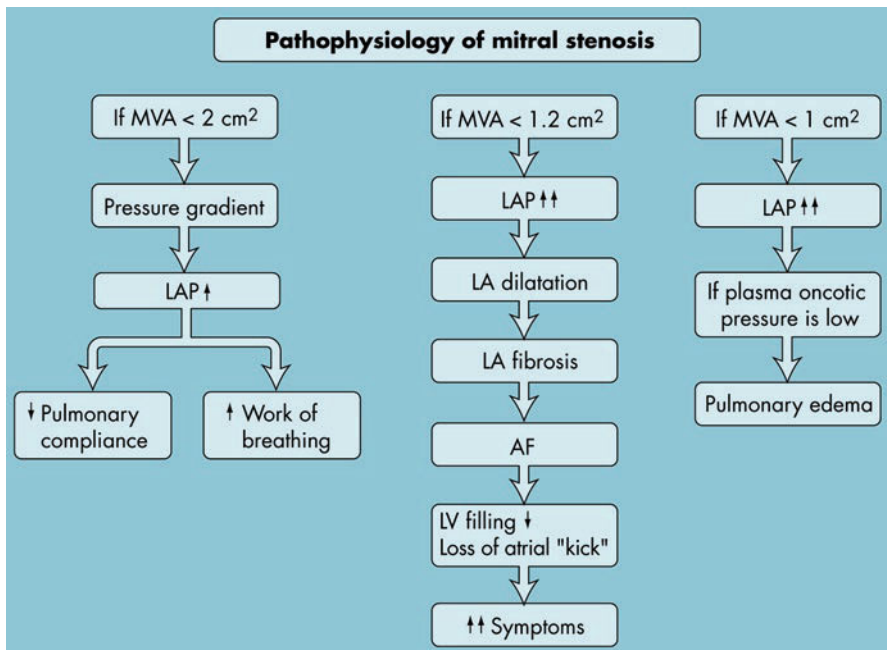 Pathophysiology of mitral stenosis
If MVA < 2 cm²
Pressure gradient
LAP ↑
↓ Pulmonary
compliance
↑ Work of
breathing
If MVA < 1.2 cm²
LAP ↑↑
LA dilatation
LA fibrosis
AF
LV filling ↓
Loss of atrial "kick"
↑↑ Symptoms
If MVA < 1 cm²
LAP ↑↑
If plasma oncotic
pressure is low
Pulmonary edema